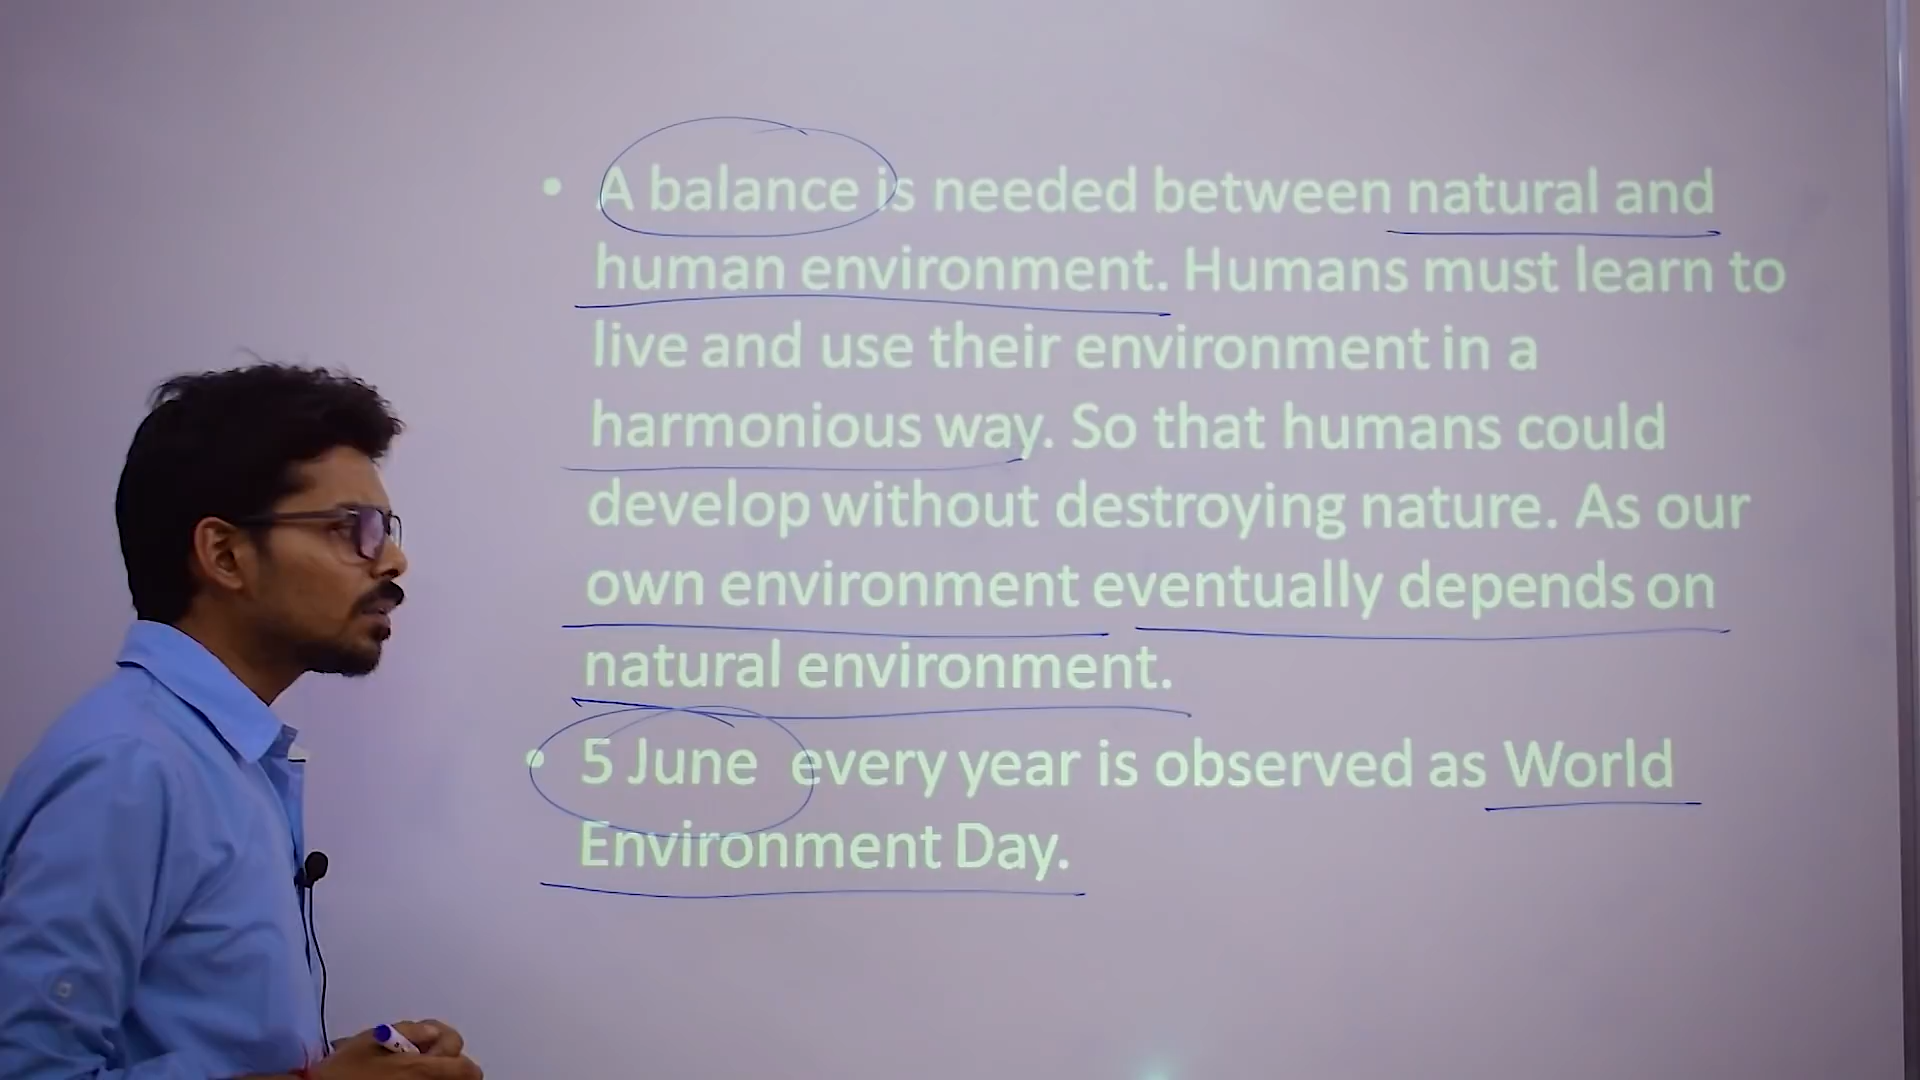 • A balance is needed between natural and
human environment. Humans must learn to
live and use their environment in a
harmonious way. So that humans could
develop without destroying nature. As our
own environment eventually depends on
natural environment.
• 5 June every year is observed as World
Environment Day.